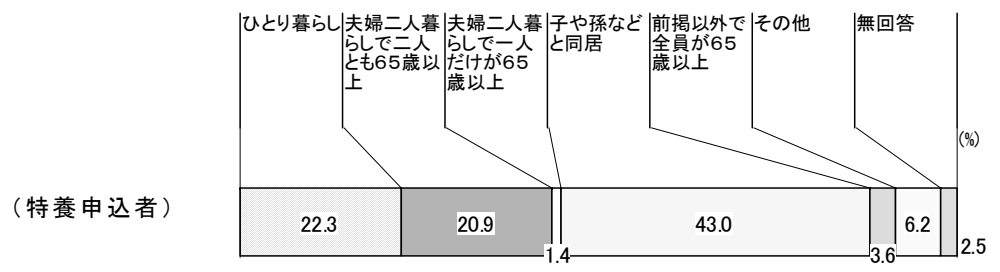 ひとり暮らし
夫婦二人暮
らしで二人
とも65歳以
上
夫婦二人暮
らしで一人
だけが65
歳以上
子や孫など
と同居
前掲以外で
全員が65
歳以上
その他
無回答
(%)
(特養申込者)
22.3
20.9
1.4
43.0
3.6
6.2
2.5